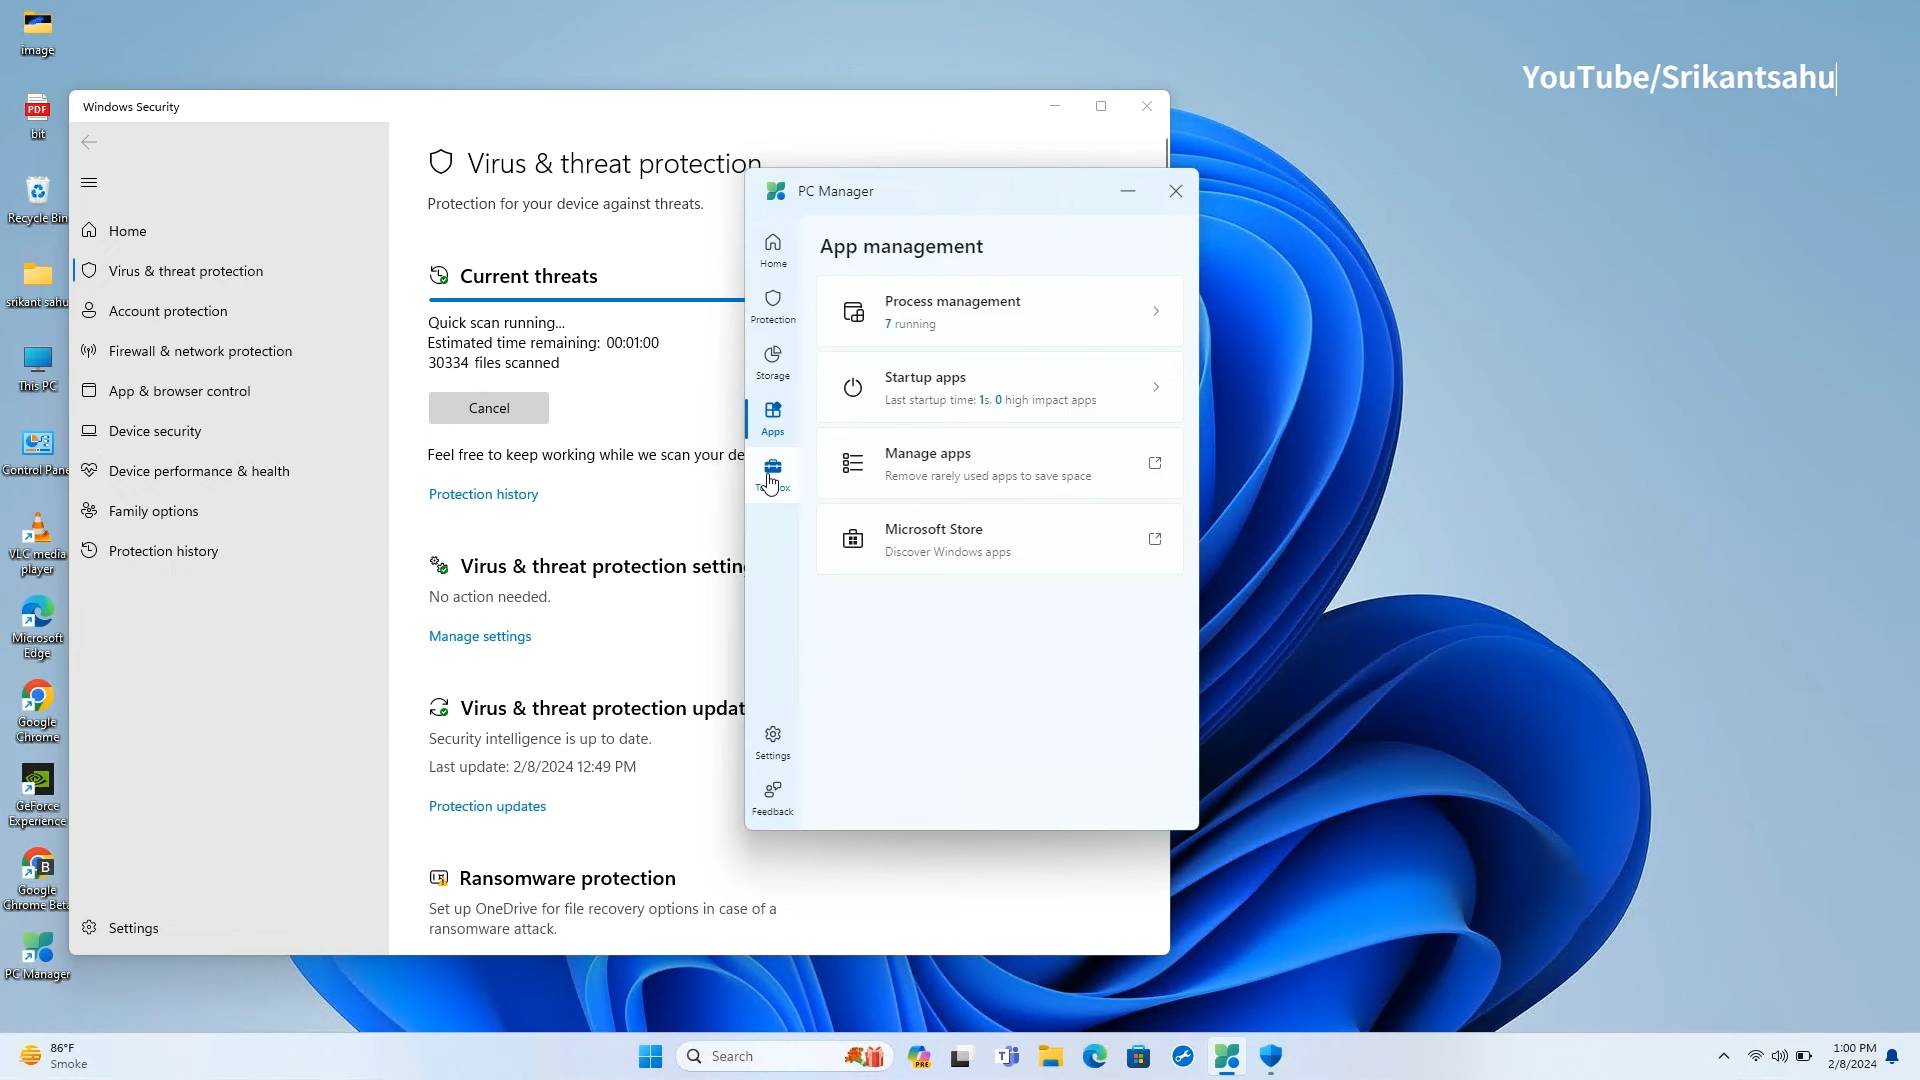 image
bit
Recycle Bin
srikant sahu
This PC
Control Pane
VLC media
player
Microsoft
Edge
Google
Chrome
GeForce
Experience
Google
Chrome Beta
PC Manager
YouTube/Srikantsahu
Windows Security
Home
Virus & threat protection
Account protection
Firewall & network protection
App & browser control
Device security
Device performance & health
Family options
Protection history
Settings
Virus & threat protection
Protection for your device against threats.
Current threats
Quick scan running...
Estimated time remaining: 00:01:00
30334 files scanned
Cancel
Feel free to keep working while we scan your de
Protection history
Virus & threat protection settin
No action needed.
Manage settings
Virus & threat protection updat
Security intelligence is up to date.
Last update: 2/8/2024 12:49 PM
Protection updates
Ransomware protection
Set up OneDrive for file recovery options in case of a
ransomware attack.
PC Manager
Home
Protection
Storage
Apps
Settings
Feedback
App management
Process management
7 running
Startup apps
Last startup time: 1s. 0 high impact apps
Manage apps
Remove rarely used apps to save space
Microsoft Store
Discover Windows apps
86°F
Smoke
Search
PRE
1:00 PM
2/8/2024